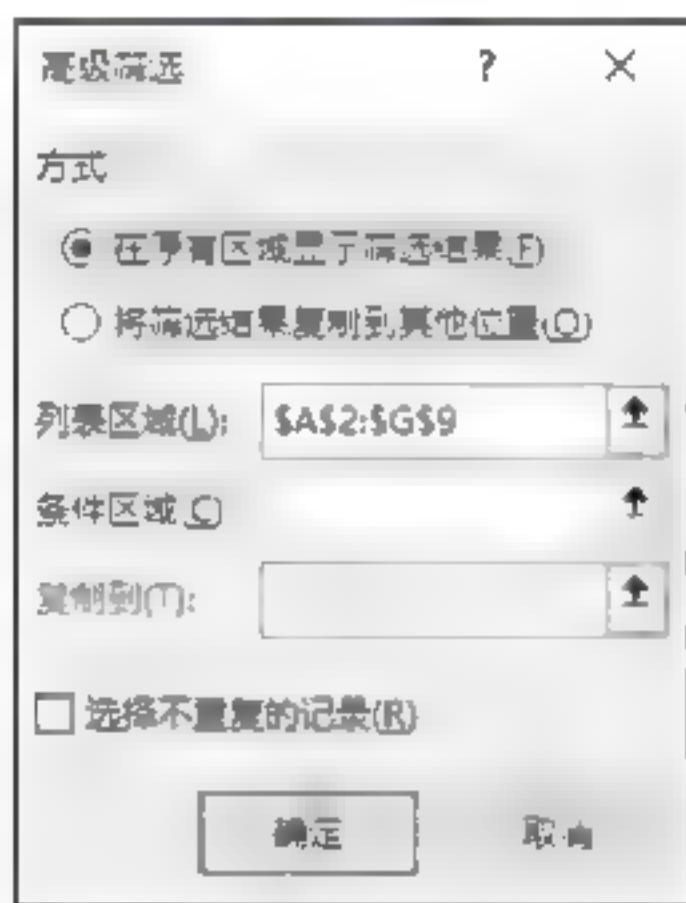 高级筛选 ? ×
方式
在原有区域显示筛选结果(F)
将筛选结果复制到其他位置(O)
列表区域(L): $A$2:$G$9
条件区域(C)
复制到(T):
选择不重复的记录(R)
确定 取消